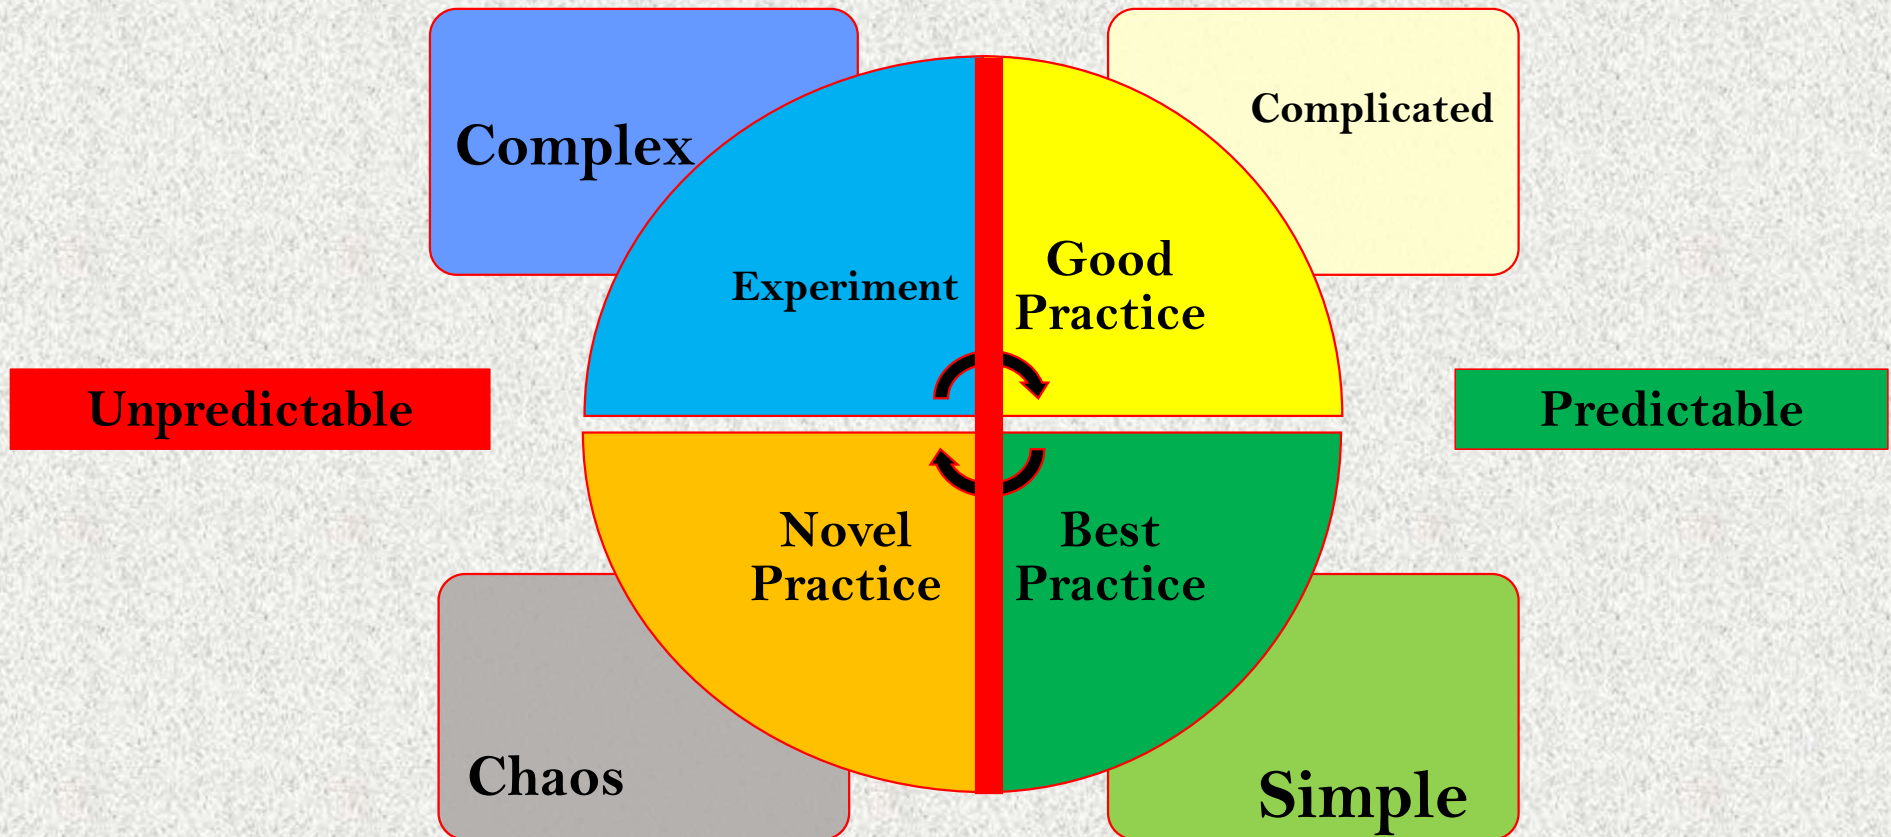 Complex
Complicated
Experiment
Good
Practice
Unpredictable
Predictable
Novel
Practice
Best
Practice
Chaos
Simple